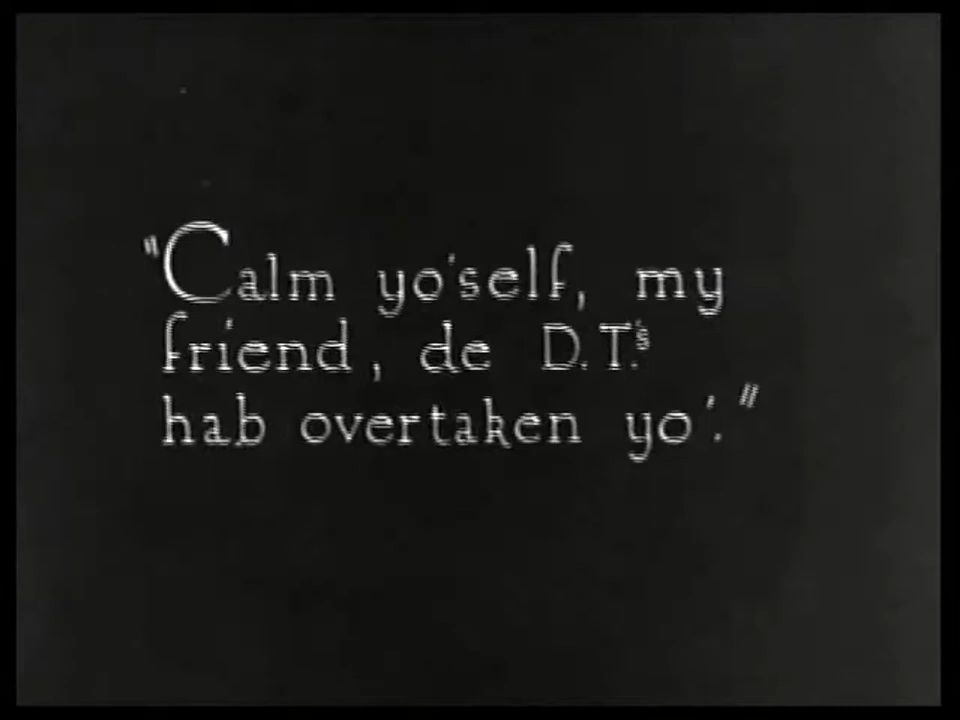 "Calm yo'self, my
friend, de D.T.'s
hab overtaken yo'."